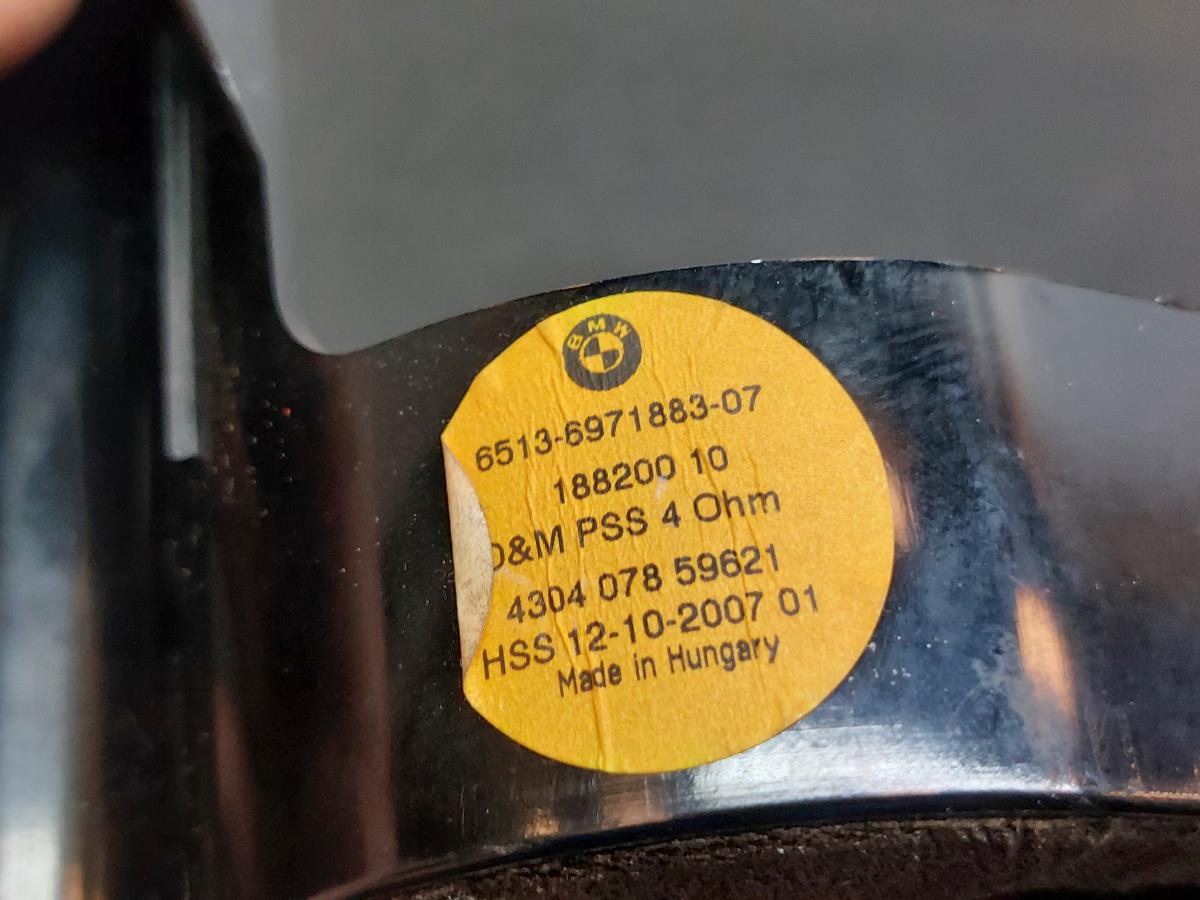 BMW
6513-6971883-07
188200 10
D&M PSS 4 Ohm
4304 078 59621
HSS 12-10-2007 01
Made in Hungary